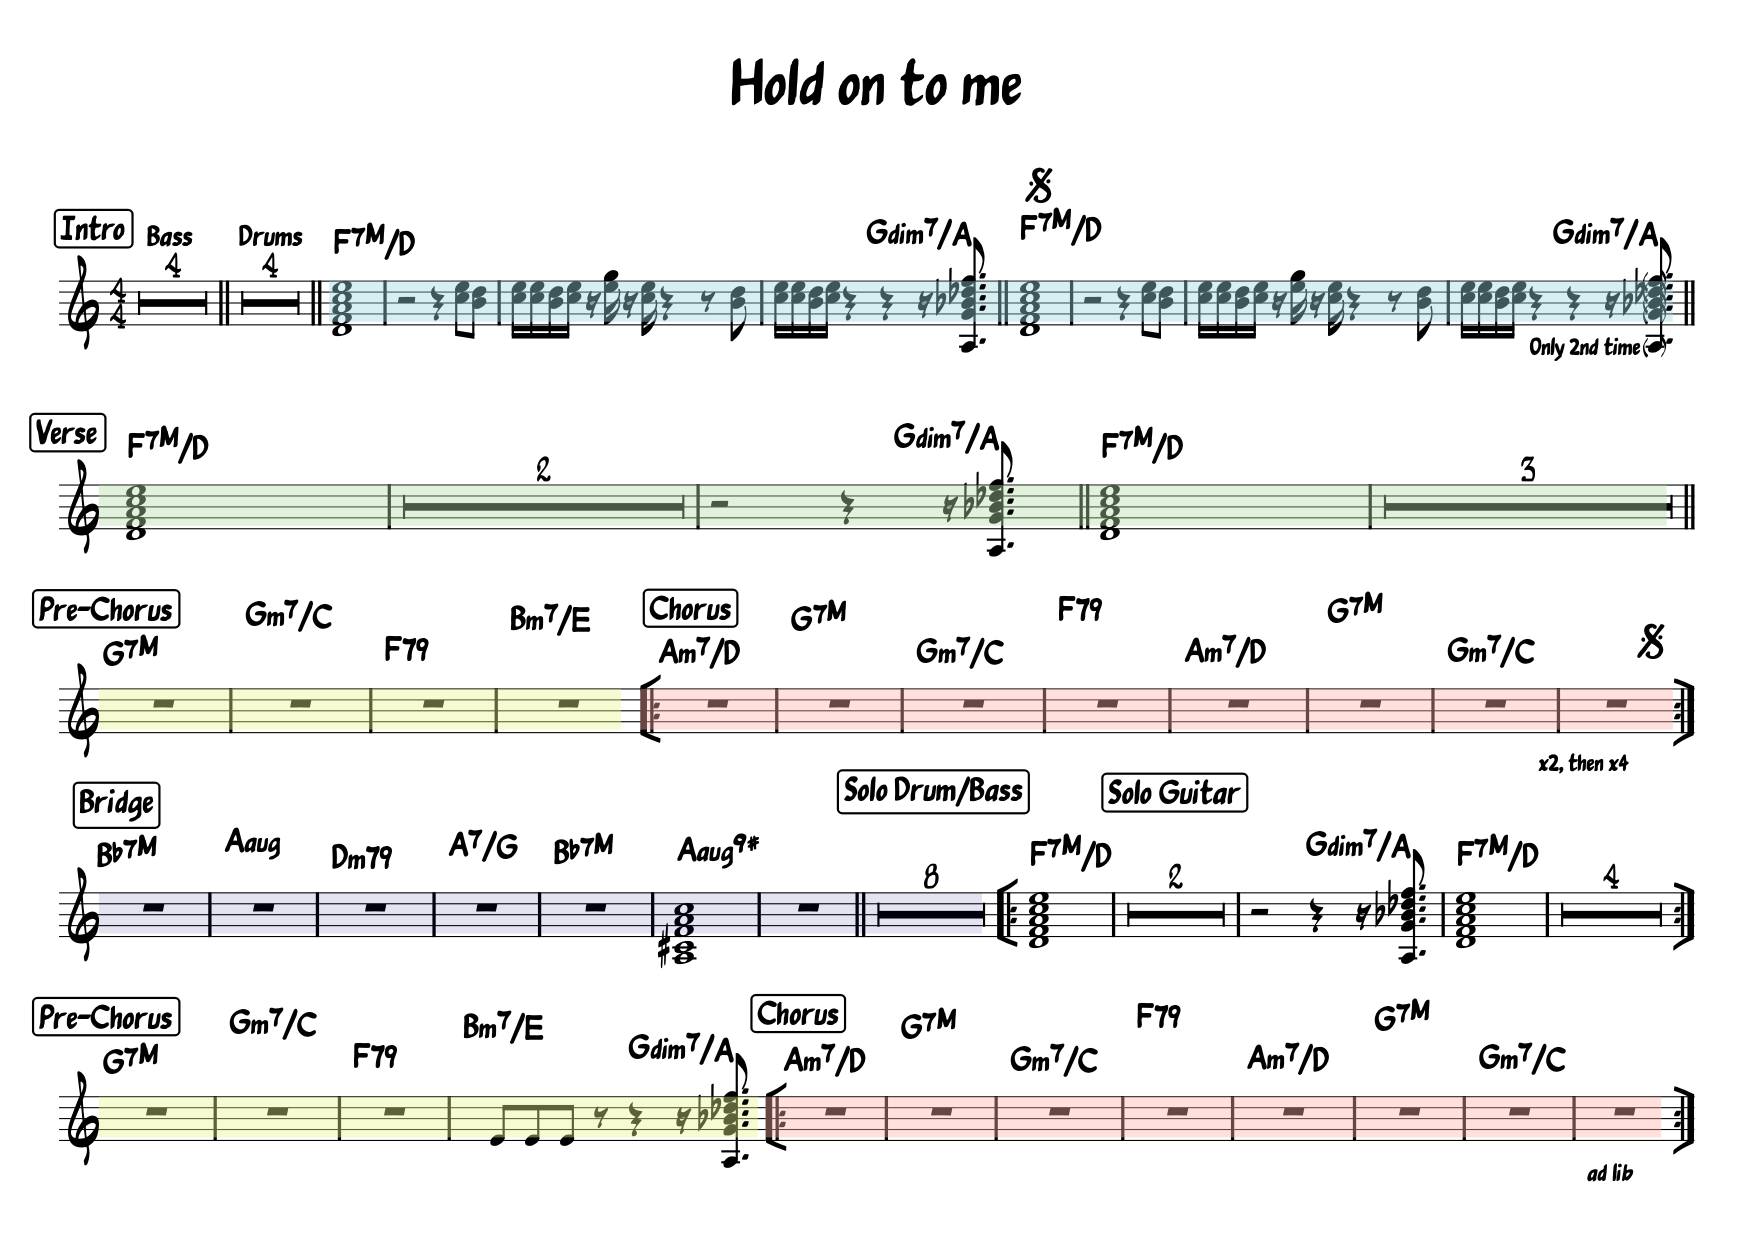 Hold on to me
Intro Bass Drums F7M/D Gdim7/A F7M/D Gdim7/A
4 4
4
4
Only 2nd time
Verse F7M/D Gdim7/A F7M/D
2 3
Pre-Chorus Gm7/C Bm7/E Chorus G7M F79 G7M
G7M F79 Am7/D Gm7/C Am7/D Gm7/C
x2, then x4
Bridge Solo Drum/Bass Solo Guitar
Bb7M Aaug Dm79 A7/G Bb7M Aaug9# F7M/D Gdim7/A F7M/D
8 2 4
Pre-Chorus Gm7/C Bm7/E Chorus G7M F79 G7M
G7M F79 Gdim7/A Am7/D Gm7/C Am7/D Gm7/C
ad lib